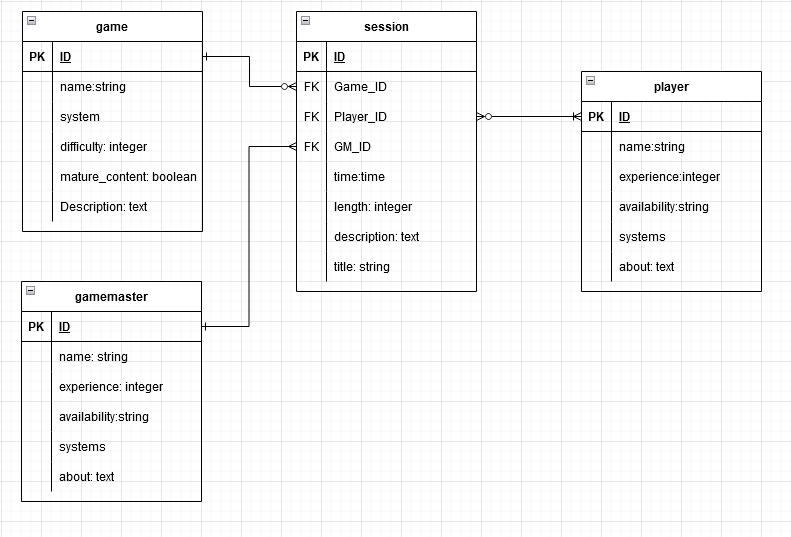 game
PK ID
name:string
system
difficulty: integer
mature_content: boolean
Description: text
session
PK ID
FK Game_ID
FK Player_ID
FK GM_ID
time:time
length: integer
description: text
title: string
player
PK ID
name:string
experience:integer
availability:string
systems
about: text
gamemaster
PK ID
name: string
experience: integer
availability:string
systems
about: text